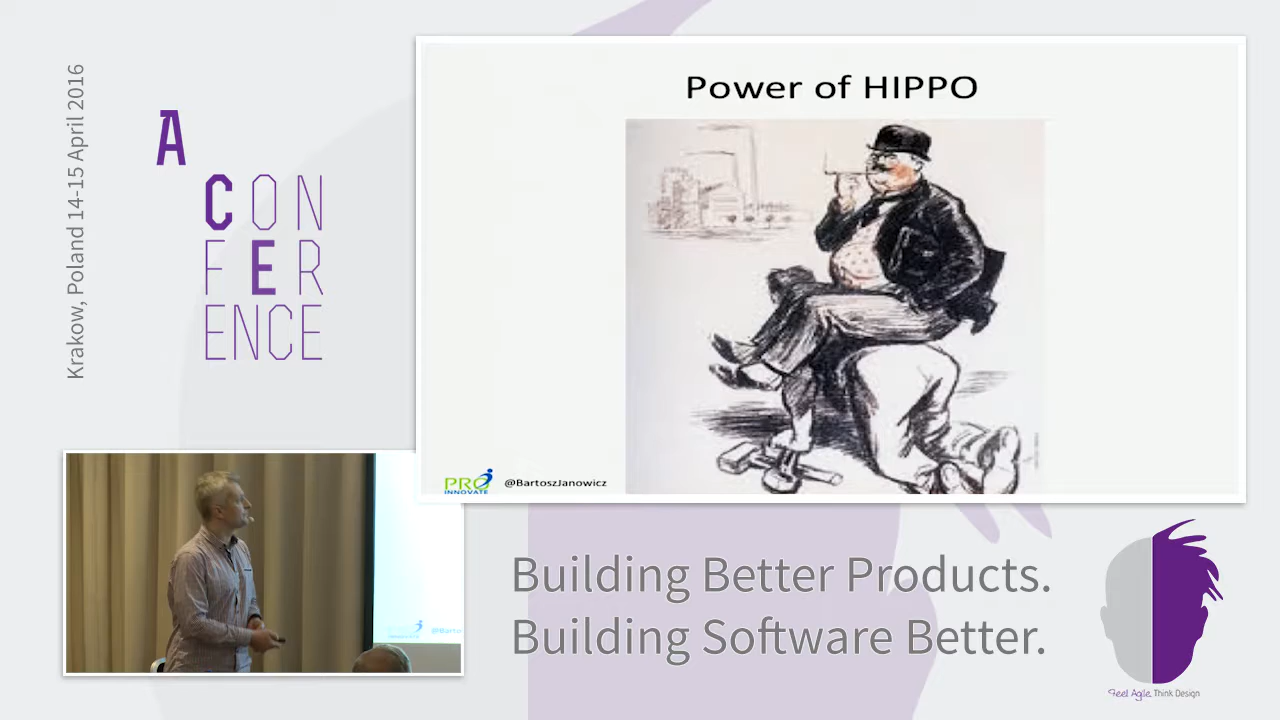 Krakow, Poland 14-15 April 2016
A
CON
FER
ENCE
Power of HIPPO
PRO
INNOVATE
@BartoszJanowicz
Building Better Products.
Building Software Better.
Feel Agile. Think Design